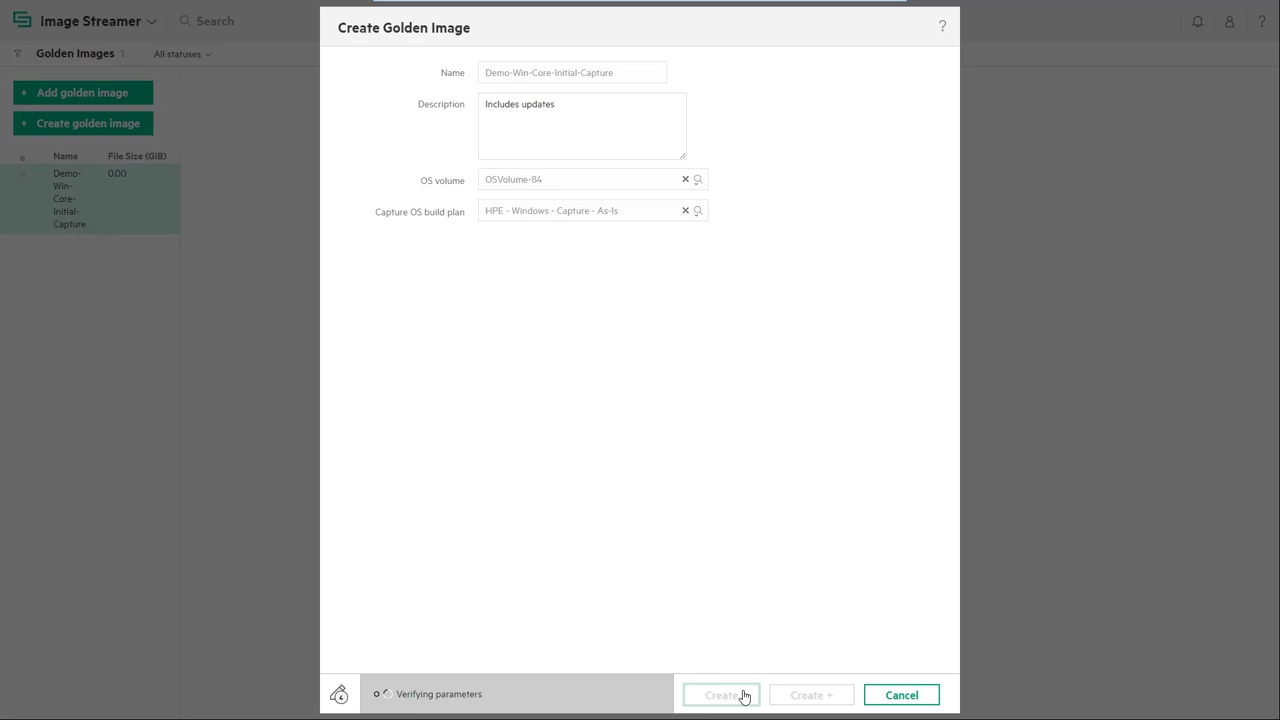 Image Streamer
Search
Golden Images 1
All statuses
+ Add golden image
+ Create golden image
Name
File Size (GiB)
Demo-
Win-
Core-
Initial-
Capture
0.00
Create Golden Image
?
Name
Demo-Win-Core-Initial-Capture
Description
Includes updates
OS volume
OSVolume-84
Capture OS build plan
HPE - Windows - Capture - As-Is
4
Verifying parameters
Create
Create +
Cancel
?